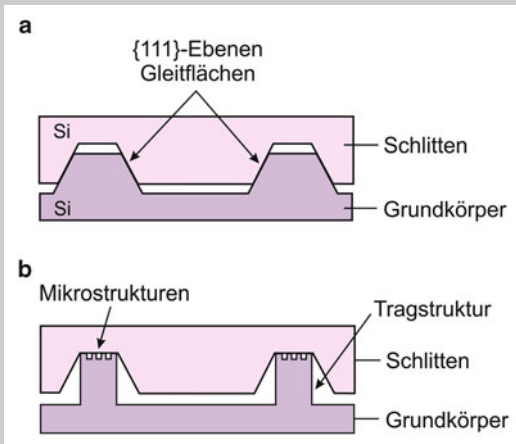 a
{111}-Ebenen
Gleitflächen
Si
Schlitten
Si
Grundkörper
b
Mikrostrukturen
Tragstruktur
Schlitten
Grundkörper